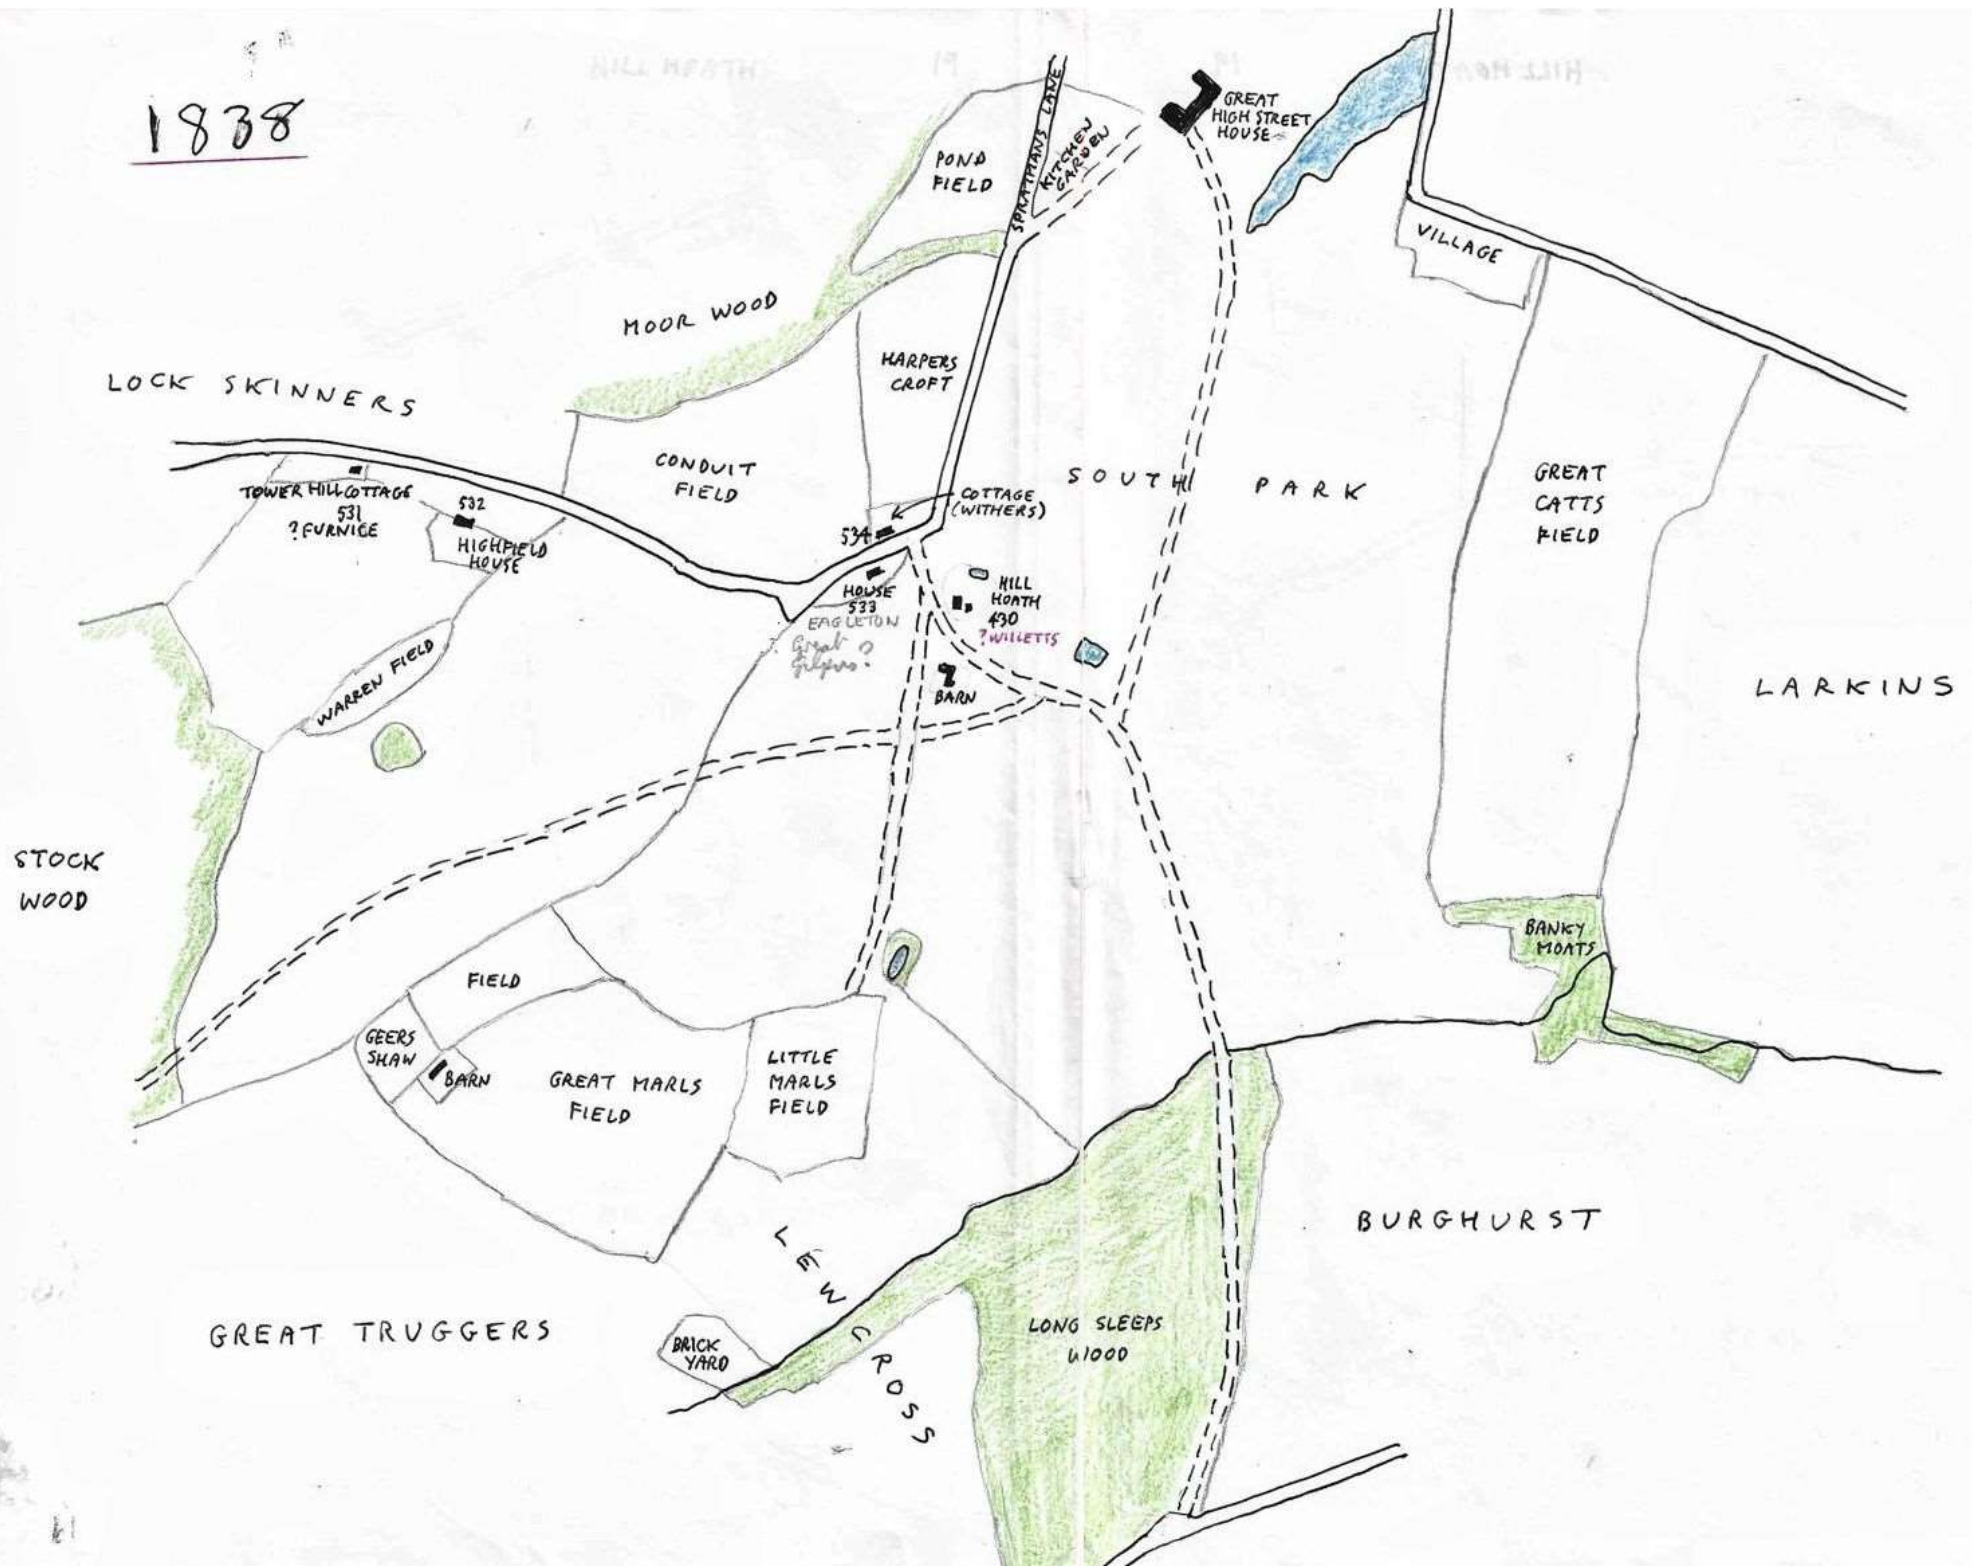 1838
GREAT
HIGH STREET
HOUSE
KITCHEN
GARDEN
LANE
POND
FIELD
VILLAGE
MOOR WOOD
HARPERS
CROFT
LOCK SKINNERS
CONDUIT
FIELD
SOUTH PARK
GREAT
CATTS
FIELD
COTTAGE
(WITHERS)
534
TOWER HILL COTTAGE
531
? FURNICE
532
HIGHFIELD
HOUSE
HOUSE
533
EAGLETON
Great ?
HILL
HOATH
430
? WILLETTS
BARN
WARREN FIELD
LARKINS
STOCK
WOOD
BANKY
MOATS
FIELD
GEERS
SHAW
BARN
GREAT MARLS
FIELD
LITTLE
MARLS
FIELD
BURGHURST
LEW CROSS
GREAT TRUGGERS
BRICK
YARD
LONG SLEEPS
WOOD